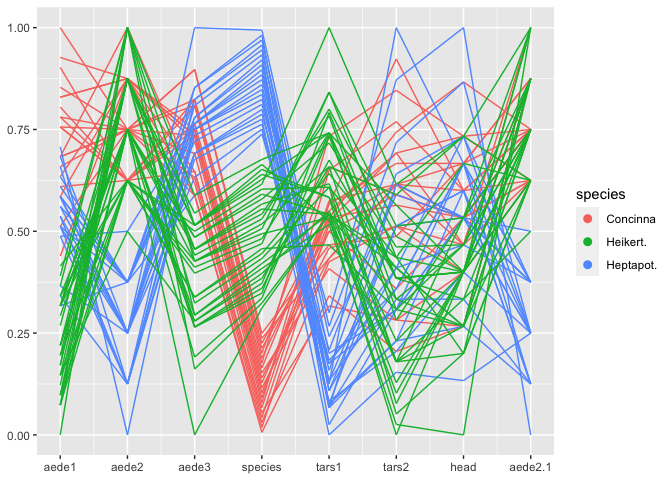 1.00
0.75
0.50
0.25
0.00
aede1 aede2 aede3 species tars1 tars2 head aede2.1
species
Concinna
Heikert.
Heptapot.